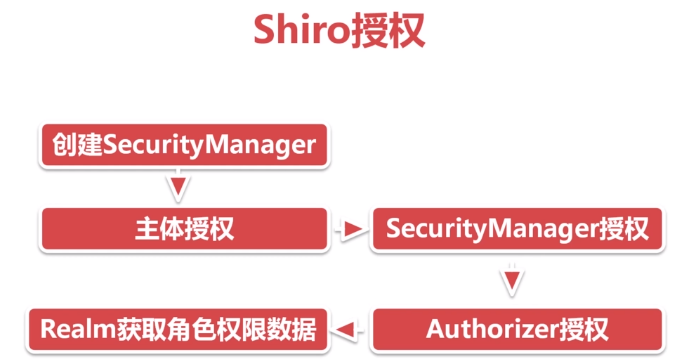 Shiro授权
创建SecurityManager
主体授权
SecurityManager授权
Authorizer授权
Realm获取角色权限数据